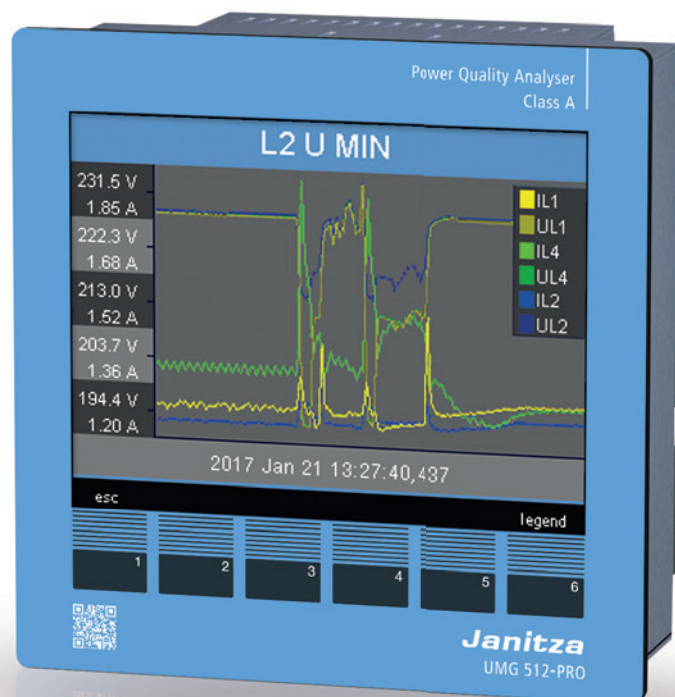 Power Quality Analyser
Class A
L2 U MIN
231.5 V
1.85 A
222.3 V
1.68 A
213.0 V
1.52 A
203.7 V
1.36 A
194.4 V
1.20 A
IL1
UL1
IL4
UL4
IL2
UL2
2017 Jan 21 13:27:40,437
esc
legend
1
2
3
4
5
6
Janitza
UMG 512-PRO